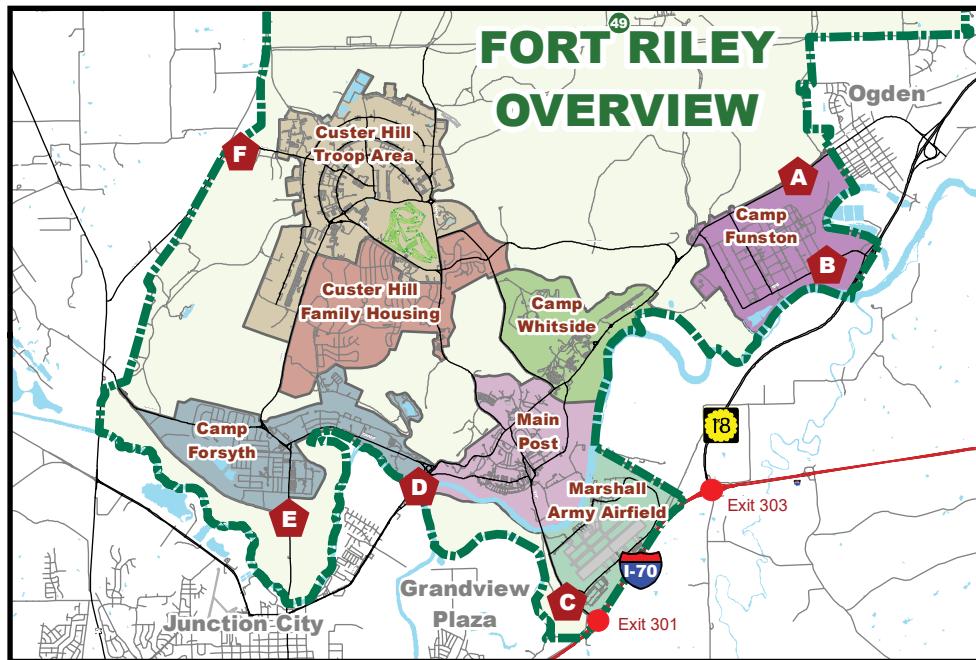 49
FORT RILEY
OVERVIEW
Ogden
Custer Hill
Troop Area
F
A
Camp
Funston
B
Custer Hill
Family Housing
Camp
Whitside
18
Main
Post
Camp
Forsyth
D
E
Marshall
Army Airfield
Exit 303
I-70
Grandview
Plaza
C
Junction City
Exit 301